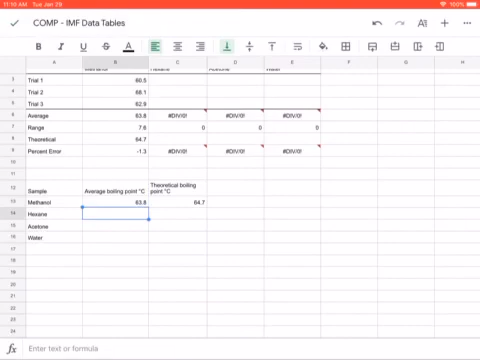 11:10 AM Tue Jan 29 100%
COMP - IMF Data Tables
B I U S A
A B C D E F G H
Methanol Hexane Acetone Water
3 Trial 1 60.5
4 Trial 2 68.1
5 Trial 3 62.9
6 Average 63.8 #DIV/0! #DIV/0! #DIV/0!
7 Range 7.6 0 0 0
8 Theoretical 64.7
9 Percent Error -1.3 #DIV/0! #DIV/0! #DIV/0!
10
11
12 Sample Average boiling point °C Theoretical boiling point °C
13 Methanol 63.8 64.7
14 Hexane
15 Acetone
16 Water
17
18
19
20
21
22
23
24
fx Enter text or formula